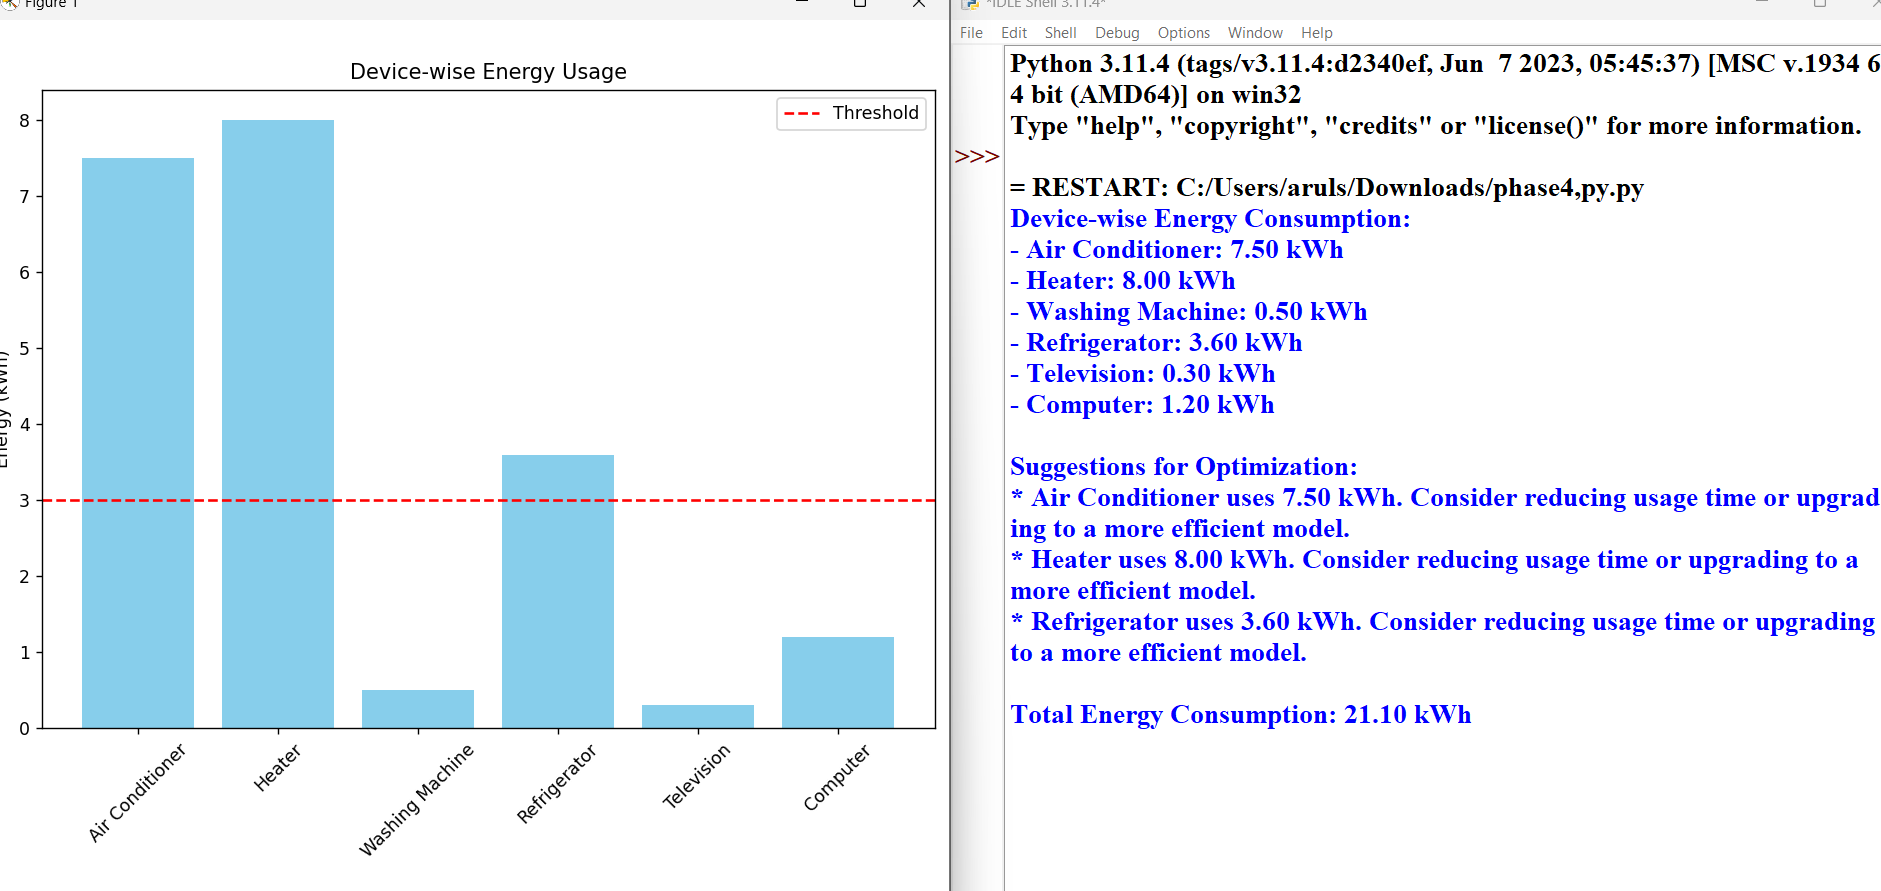 Figure 1
Device-wise Energy Usage
Threshold
8
7
6
5
4
3
2
1
0
Energy (kWh)
Air Conditioner
Heater
Washing Machine
Refrigerator
Television
Computer
*IDLE Shell 3.11.4*
File Edit Shell Debug Options Window Help
Python 3.11.4 (tags/v3.11.4:d2340ef, Jun  7 2023, 05:45:37) [MSC v.1934 6
4 bit (AMD64)] on win32
Type "help", "copyright", "credits" or "license()" for more information.
>>>
= RESTART: C:/Users/aruls/Downloads/phase4,py.py
Device-wise Energy Consumption:
- Air Conditioner: 7.50 kWh
- Heater: 8.00 kWh
- Washing Machine: 0.50 kWh
- Refrigerator: 3.60 kWh
- Television: 0.30 kWh
- Computer: 1.20 kWh
Suggestions for Optimization:
* Air Conditioner uses 7.50 kWh. Consider reducing usage time or upgrad
ing to a more efficient model.
* Heater uses 8.00 kWh. Consider reducing usage time or upgrading to a
more efficient model.
* Refrigerator uses 3.60 kWh. Consider reducing usage time or upgrading
to a more efficient model.
Total Energy Consumption: 21.10 kWh